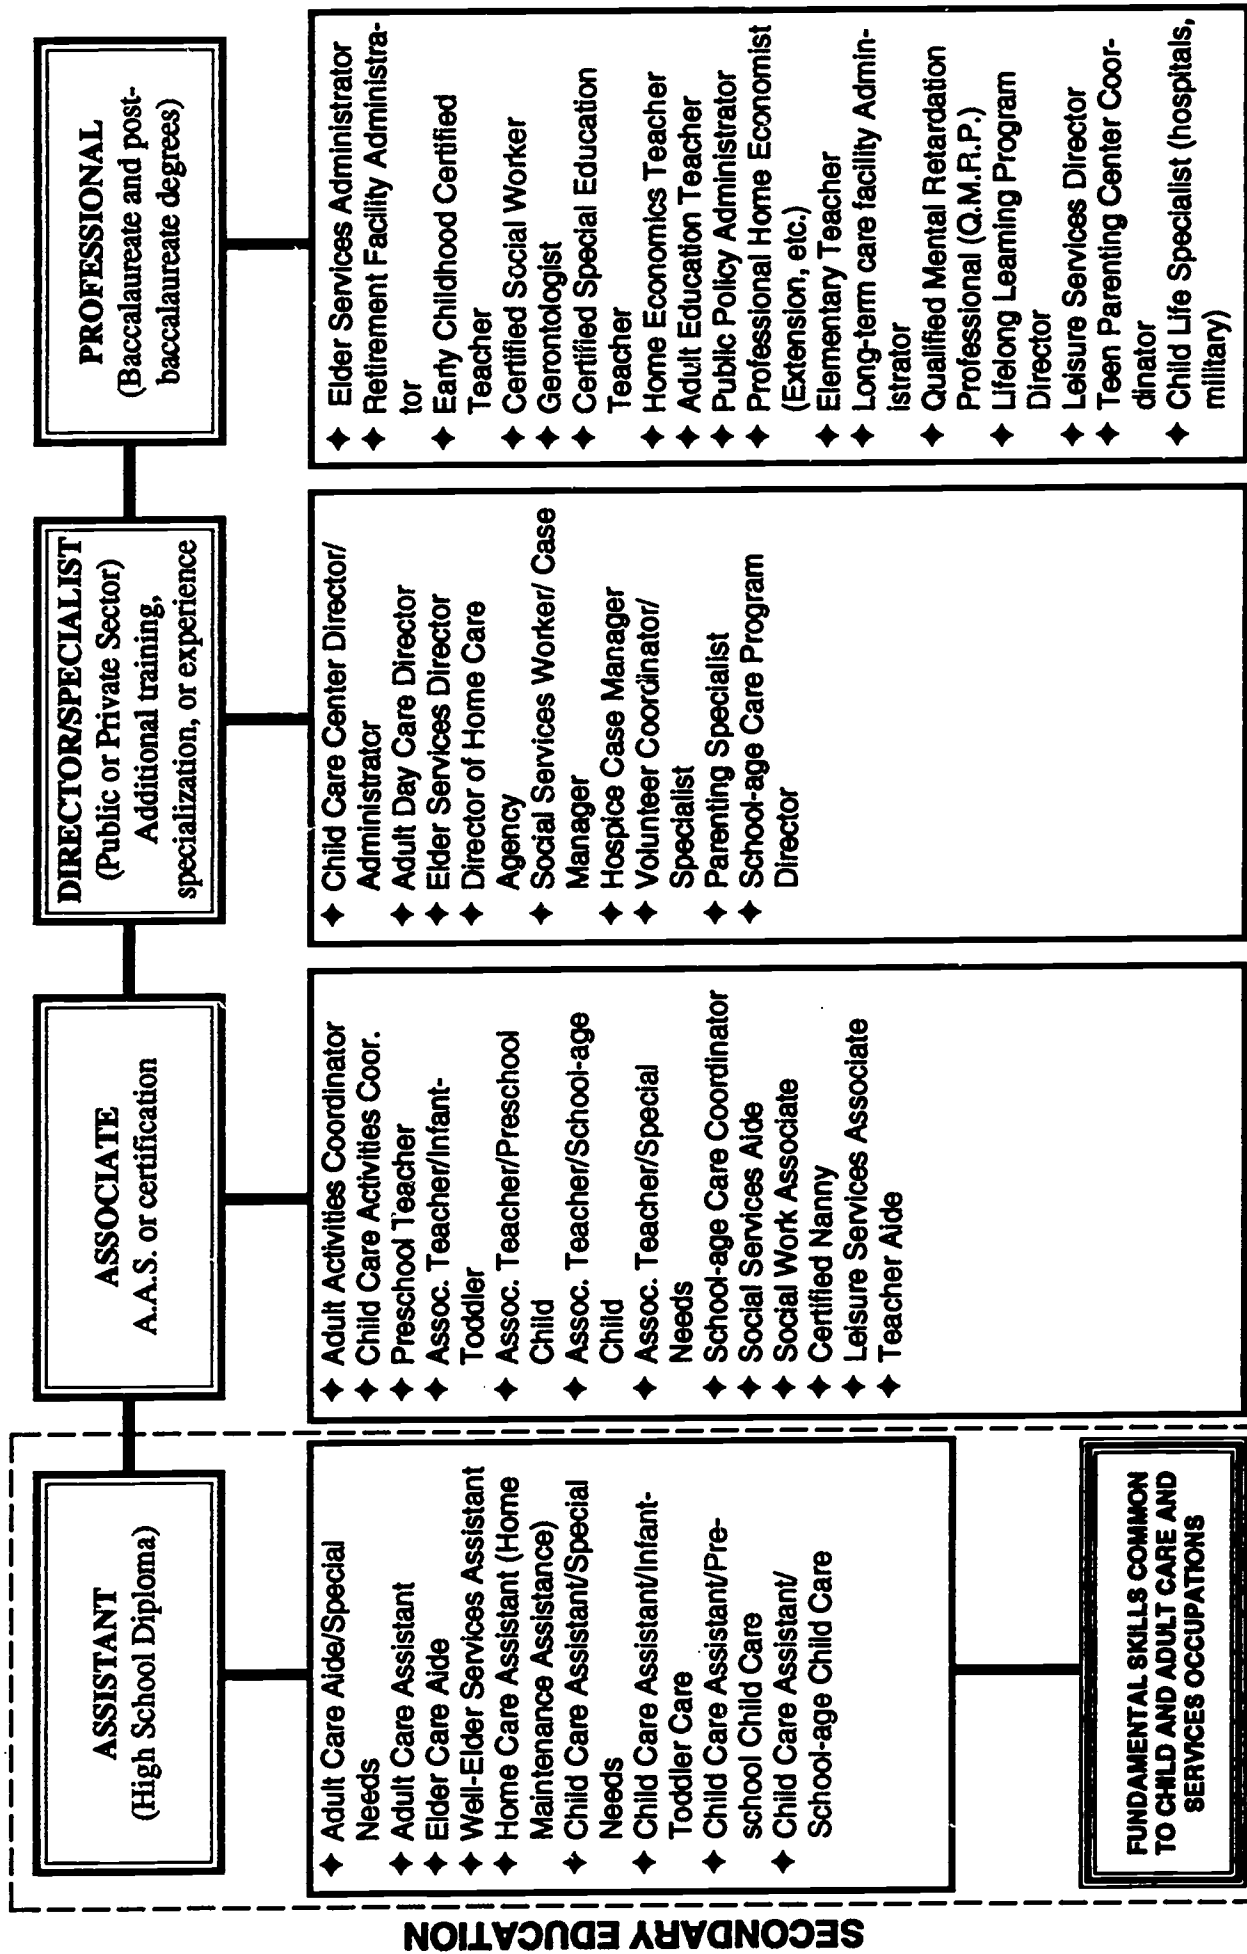 SECONDARY EDUCATION
ASSISTANT
(High School Diploma)
✦ Adult Care Aide/Special
Needs
✦ Adult Care Assistant
✦ Elder Care Aide
✦ Well-Elder Services Assistant
✦ Home Care Assistant (Home
Maintenance Assistance)
✦ Child Care Assistant/Special
Needs
✦ Child Care Assistant/Infant-
Toddler Care
✦ Child Care Assistant/Pre-
school Child Care
✦ Child Care Assistant/
School-age Child Care
FUNDAMENTAL SKILLS COMMON
TO CHILD AND ADULT CARE AND
SERVICES OCCUPATIONS
ASSOCIATE
A.A.S. or certification
✦ Adult Activities Coordinator
✦ Child Care Activities Coor.
✦ Preschool Teacher
✦ Assoc. Teacher/Infant-
Toddler
✦ Assoc. Teacher/Preschool
Child
✦ Assoc. Teacher/School-age
Child
✦ Assoc. Teacher/Special
Needs
✦ School-age Care Coordinator
✦ Social Services Aide
✦ Social Work Associate
✦ Certified Nanny
✦ Leisure Services Associate
✦ Teacher Aide
DIRECTOR/SPECIALIST
(Public or Private Sector)
Additional training,
specialization, or experience
✦ Child Care Center Director/
Administrator
✦ Adult Day Care Director
✦ Elder Services Director
✦ Director of Home Care
Agency
✦ Social Services Worker/ Case
Manager
✦ Hospice Case Manager
✦ Volunteer Coordinator/
Specialist
✦ Parenting Specialist
✦ School-age Care Program
Director
PROFESSIONAL
(Baccalaureate and post-
baccalaureate degrees)
✦ Elder Services Administrator
✦ Retirement Facility Administra-
tor
✦ Early Childhood Certified
Teacher
✦ Certified Social Worker
✦ Gerontologist
✦ Certified Special Education
Teacher
✦ Home Economics Teacher
✦ Adult Education Teacher
✦ Public Policy Administrator
✦ Professional Home Economist
(Extension, etc.)
✦ Elementary Teacher
✦ Long-term care facility Admin-
istrator
✦ Qualified Mental Retardation
Professional (Q.M.R.P.)
✦ Lifelong Learning Program
Director
✦ Leisure Services Director
✦ Teen Parenting Center Coor-
dinator
✦ Child Life Specialist (hospitals,
military)